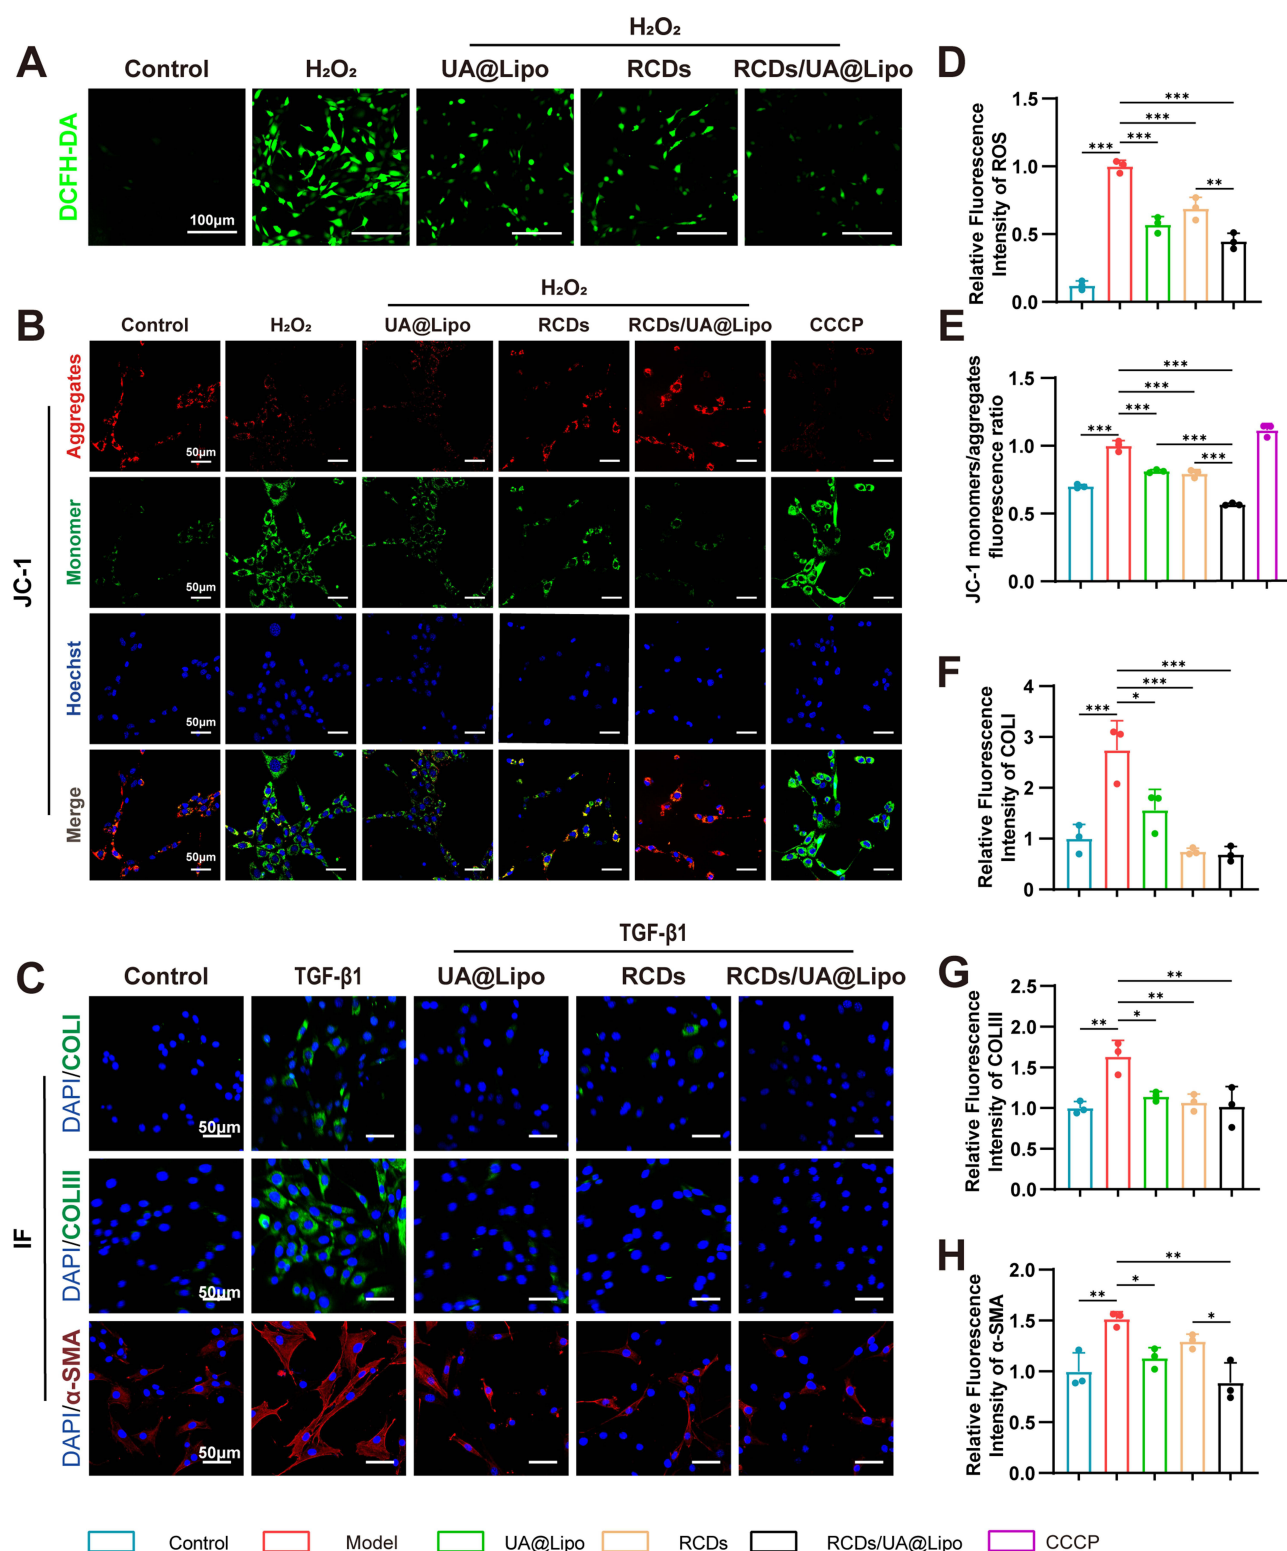 A
H₂O₂
Control
H₂O₂
UA@Lipo
RCDs
RCDs/UA@Lipo
DCFH-DA
100μm
B
H₂O₂
Control
H₂O₂
UA@Lipo
RCDs
RCDs/UA@Lipo
CCCP
JC-1
Aggregates
50μm
Monomer
50μm
Hoechst
50μm
Merge
50μm
C
TGF-β1
Control
TGF-β1
UA@Lipo
RCDs
RCDs/UA@Lipo
IF
DAPI/COLI
50μm
DAPI/COLIII
50μm
DAPI/α-SMA
50μm
D
Relative Fluorescence
Intensity of ROS
1.5
1.0
0.5
0.0
***
***
***
***
**
E
JC-1 monomers/aggregates
fluorescence ratio
1.5
1.0
0.5
0.0
***
***
***
***
***
***
F
Relative Fluorescence
Intensity of COLI
4
3
2
1
0
***
***
*
***
G
Relative Fluorescence
Intensity of COLIII
2.5
2.0
1.5
1.0
0.5
0.0
**
**
*
**
H
Relative Fluorescence
Intensity of α-SMA
2.0
1.5
1.0
0.5
0.0
**
*
**
*
Control
Model
UA@Lipo
RCDs
RCDs/UA@Lipo
CCCP